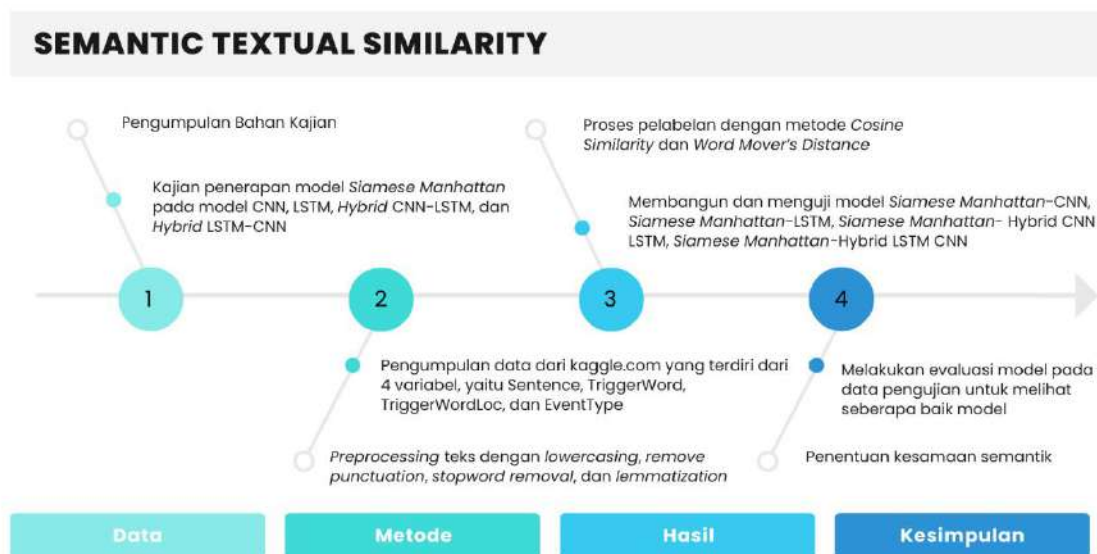 SEMANTIC TEXTUAL SIMILARITY
Pengumpulan Bahan Kajian
Kajian penerapan model Siamese Manhattan
pada model CNN, LSTM, Hybrid CNN-LSTM, dan
Hybrid LSTM-CNN
Proses pelabelan dengan metode Cosine
Similarity dan Word Mover's Distance
Membangun dan menguji model Siamese Manhattan-CNN,
Siamese Manhattan-LSTM, Siamese Manhattan- Hybrid CNN
LSTM, Siamese Manhattan-Hybrid LSTM CNN
1
2
3
4
Pengumpulan data dari kaggle.com yang terdiri dari
4 variabel, yaitu Sentence, TriggerWord,
TriggerWordLoc, dan EventType
Preprocessing teks dengan lowercasing, remove
punctuation, stopword removal, dan lemmatization
Melakukan evaluasi model pada
data pengujian untuk melihat
seberapa baik model
Penentuan kesamaan semantik
Data
Metode
Hasil
Kesimpulan